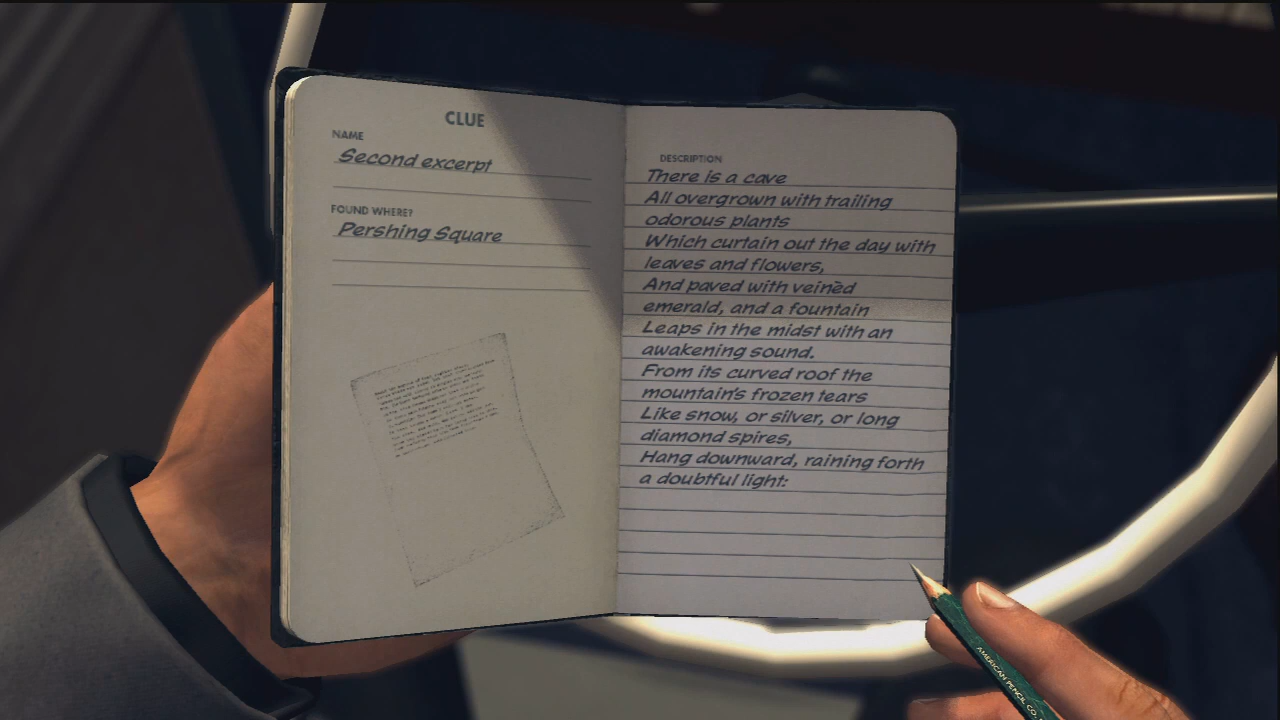 CLUE
NAME
Second excerpt
FOUND WHERE?
Pershing Square
DESCRIPTION
There is a cave
All overgrown with trailing
odorous plants
Which curtain out the day with
leaves and flowers,
And paved with veinèd
emerald, and a fountain
Leaps in the midst with an
awakening sound.
From its curved roof the
mountain's frozen tears
Like snow, or silver, or long
diamond spires,
Hang downward, raining forth
a doubtful light:
AMERICAN PENCIL CO.